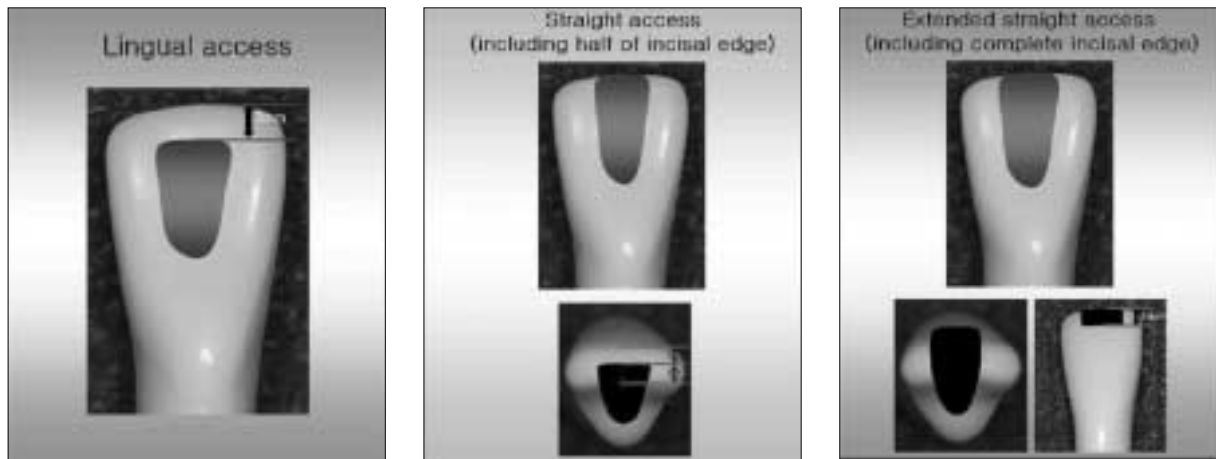 Lingual access
Straight access
(including half of incisal edge)
Extended straight access
(including complete incisal edge)